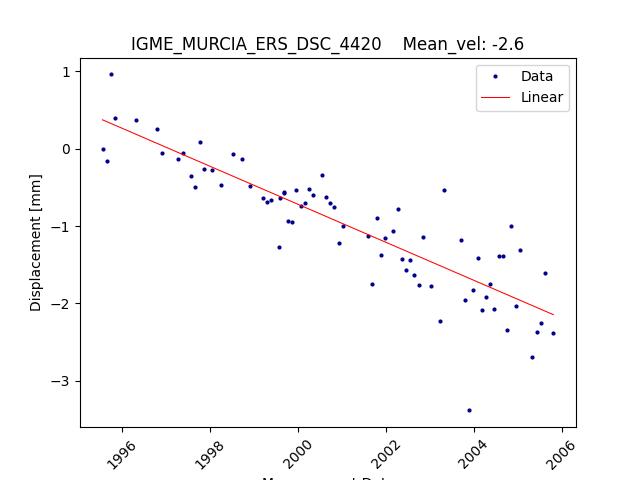 IGME_MURCIA_ERS_DSC_4420    Mean_vel: -2.6
Data
Linear
Displacement [mm]
1
0
−1
−2
−3
1996
1998
2000
2002
2004
2006